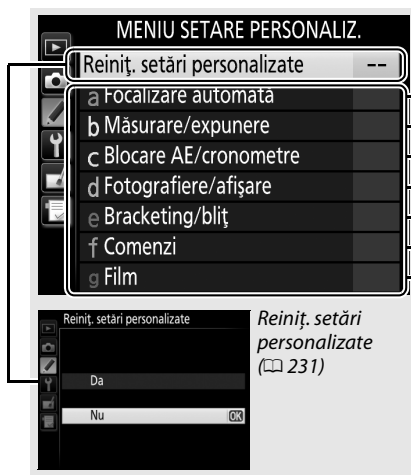 MENIU SETARE PERSONALIZ.
Reiniţ. setări personalizate --
a Focalizare automată
b Măsurare/expunere
c Blocare AE/cronometre
d Fotografiere/afişare
e Bracketing/bliţ
f Comenzi
g Film
Reiniţ. setări personalizate
Da
Nu OK
Reiniţ. setări
personalizate
(0 231)